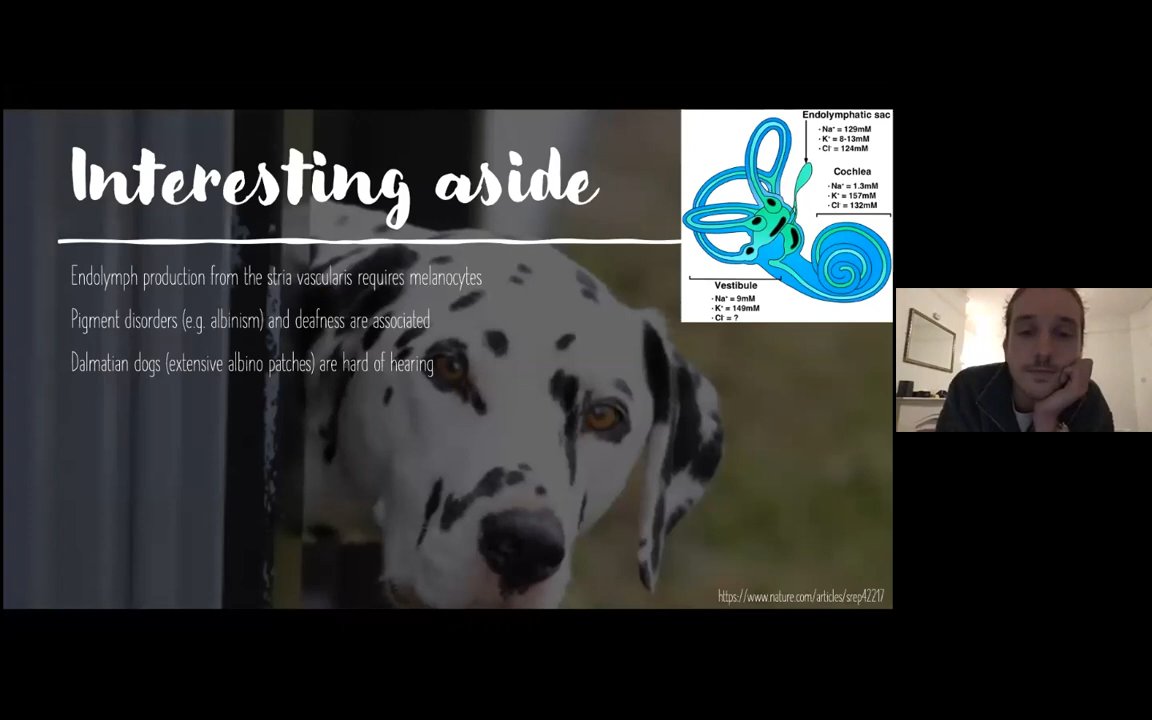 Interesting aside
Endolymph production from the stria vascularis requires melanocytes
Pigment disorders (e.g. albinism) and deafness are associated
Dalmatian dogs (extensive albino patches) are hard of hearing
Endolymphatic sac
· Na⁺ = 129mM
· K⁺ = 8-13mM
· Cl⁻ = 124mM
Cochlea
· Na⁺ = 1.3mM
· K⁺ = 157mM
· Cl⁻ = 132mM
Vestibule
· Na⁺ = 9mM
· K⁺ = 149mM
· Cl⁻ = ?
https://www.nature.com/articles/srep42217